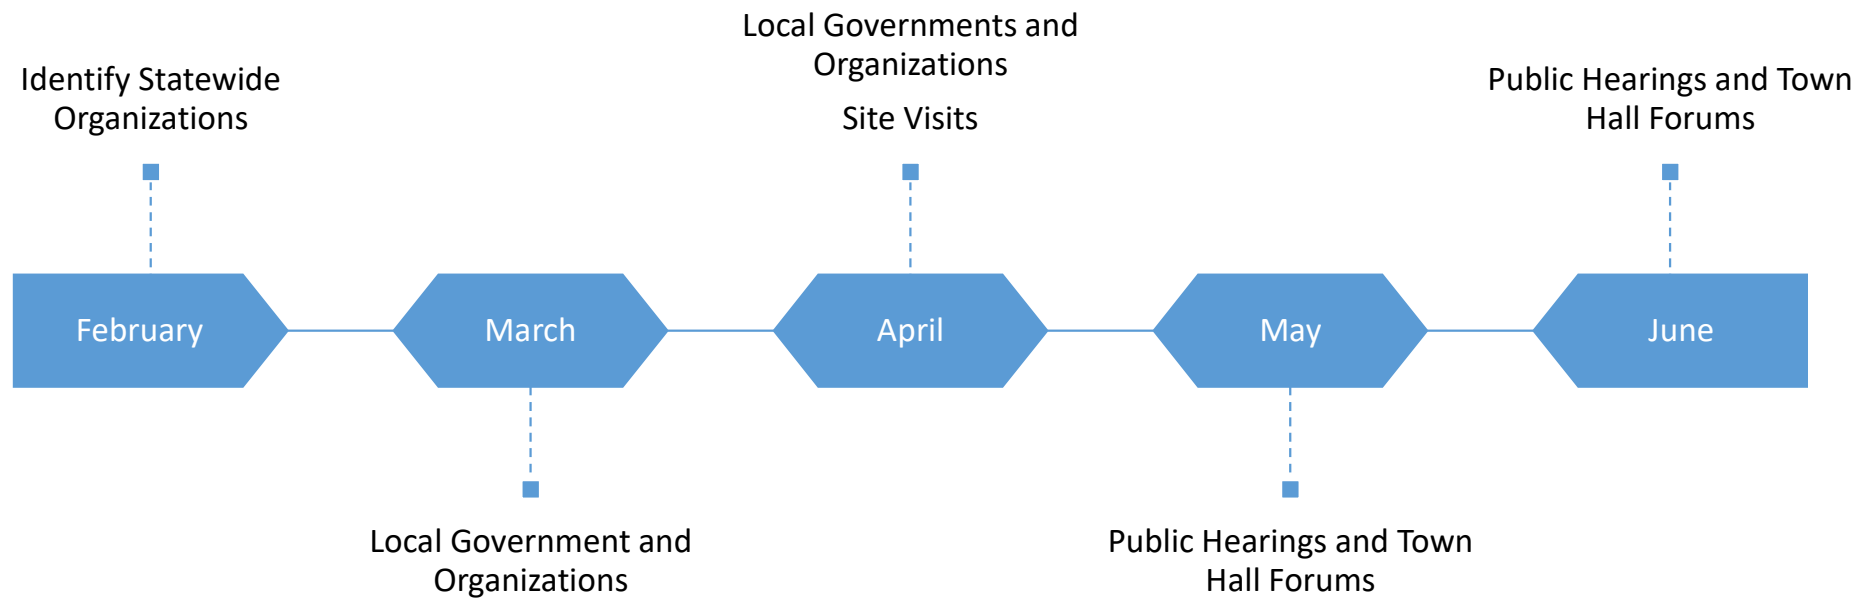 Identify Statewide
Organizations
Local Governments and
Organizations
Site Visits
Public Hearings and Town
Hall Forums
February
March
April
May
June
Local Government and
Organizations
Public Hearings and Town
Hall Forums